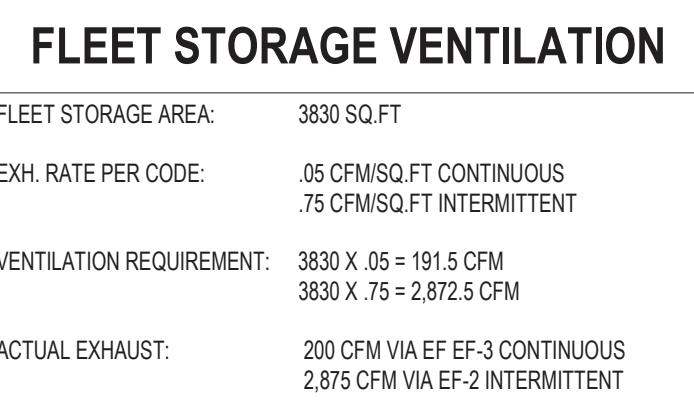 FLEET STORAGE VENTILATION
FLEET STORAGE AREA: 3830 SQ.FT
EXH. RATE PER CODE: .05 CFM/SQ.FT CONTINUOUS
.75 CFM/SQ.FT INTERMITTENT
VENTILATION REQUIREMENT: 3830 X .05 = 191.5 CFM
3830 X .75 = 2,872.5 CFM
ACTUAL EXHAUST: 200 CFM VIA EF EF-3 CONTINUOUS
2,875 CFM VIA EF-2 INTERMITTENT